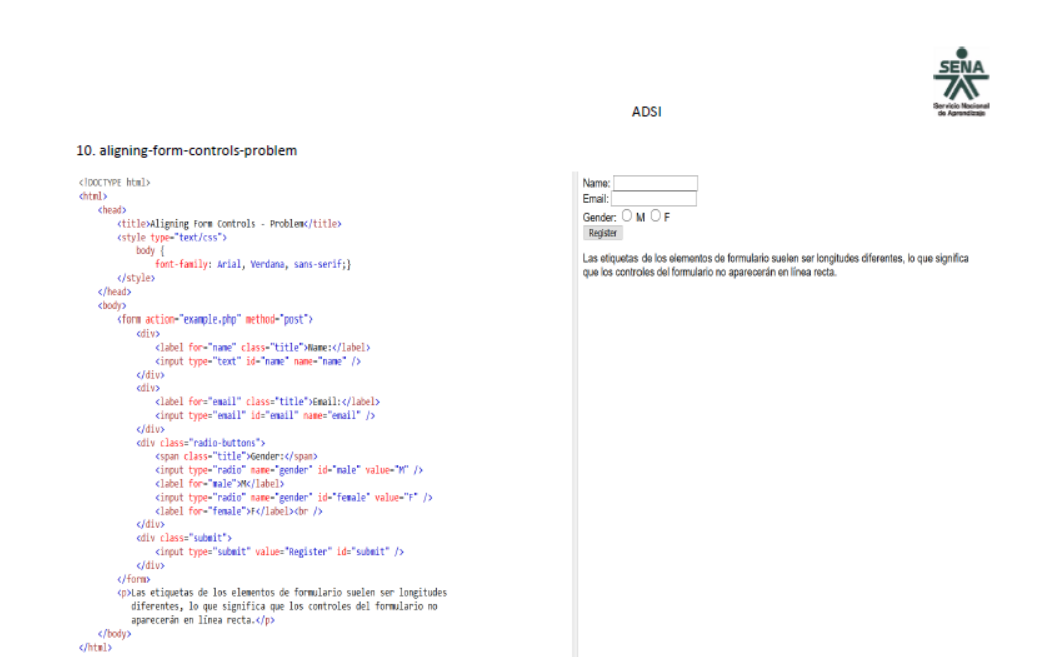 SENA
Servicio Nacional
de Aprendizaje
ADSI
10. aligning-form-controls-problem
<!DOCTYPE html>
<html>
<head>
<title>Aligning Form Controls - Problem</title>
<style type="text/css">
body {
font-family: Arial, Verdana, sans-serif;}
</style>
</head>
<body>
<form action="example.php" method="post">
<div>
<label for="name" class="title">Name:</label>
<input type="text" id="name" name="name" />
</div>
<div>
<label for="email" class="title">Email:</label>
<input type="email" id="email" name="email" />
</div>
<div class="radio-buttons">
<span class="title">Gender:</span>
<input type="radio" name="gender" id="male" value="M" />
<label for="male">M</label>
<input type="radio" name="gender" id="female" value="F" />
<label for="female">F</label><br />
</div>
<div class="submit">
<input type="submit" value="Register" id="submit" />
</div>
</form>
<p>Las etiquetas de los elementos de formulario suelen ser longitudes
diferentes, lo que significa que los controles del formulario no
aparecerán en línea recta.</p>
</body>
</html>
Name:
Email:
Gender: M F
Register
Las etiquetas de los elementos de formulario suelen ser longitudes diferentes, lo que significa
que los controles del formulario no aparecerán en línea recta.